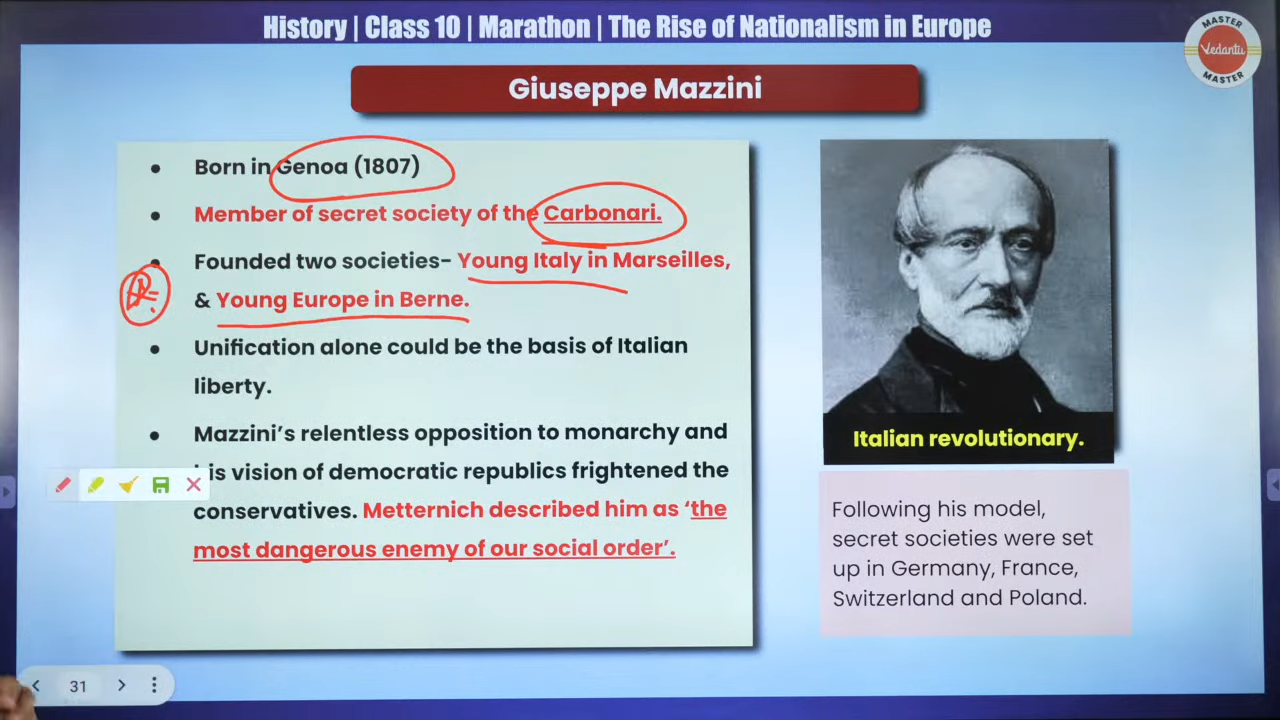 History | Class 10 | Marathon | The Rise of Nationalism in Europe
MASTER
Vedantu
MASTER
Giuseppe Mazzini
• Born in Genoa (1807)
• Member of secret society of the Carbonari.
• Founded two societies- Young Italy in Marseilles,
& Young Europe in Berne.
• Unification alone could be the basis of Italian
liberty.
• Mazzini's relentless opposition to monarchy and
is vision of democratic republics frightened the
conservatives. Metternich described him as 'the
most dangerous enemy of our social order'.
Italian revolutionary.
Following his model,
secret societies were set
up in Germany, France,
Switzerland and Poland.
31